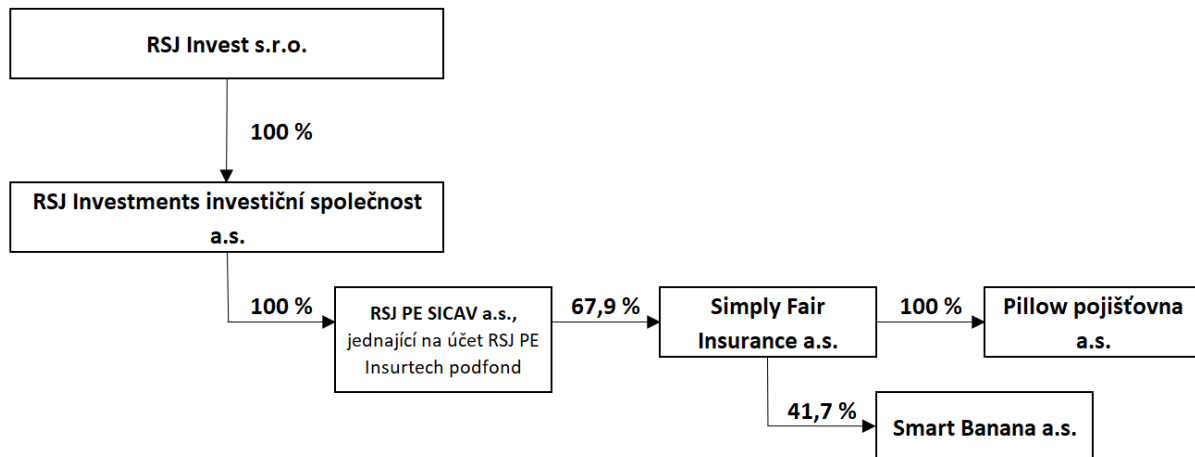 RSJ Invest s.r.o.
100 %
RSJ Investments investiční společnost
a.s.
100 %
RSJ PE SICAV a.s.,
jednající na účet RSJ PE
Insurtech podfond
67,9 %
Simply Fair
Insurance a.s.
100 %
Pillow pojišťovna
a.s.
41,7 %
Smart Banana a.s.